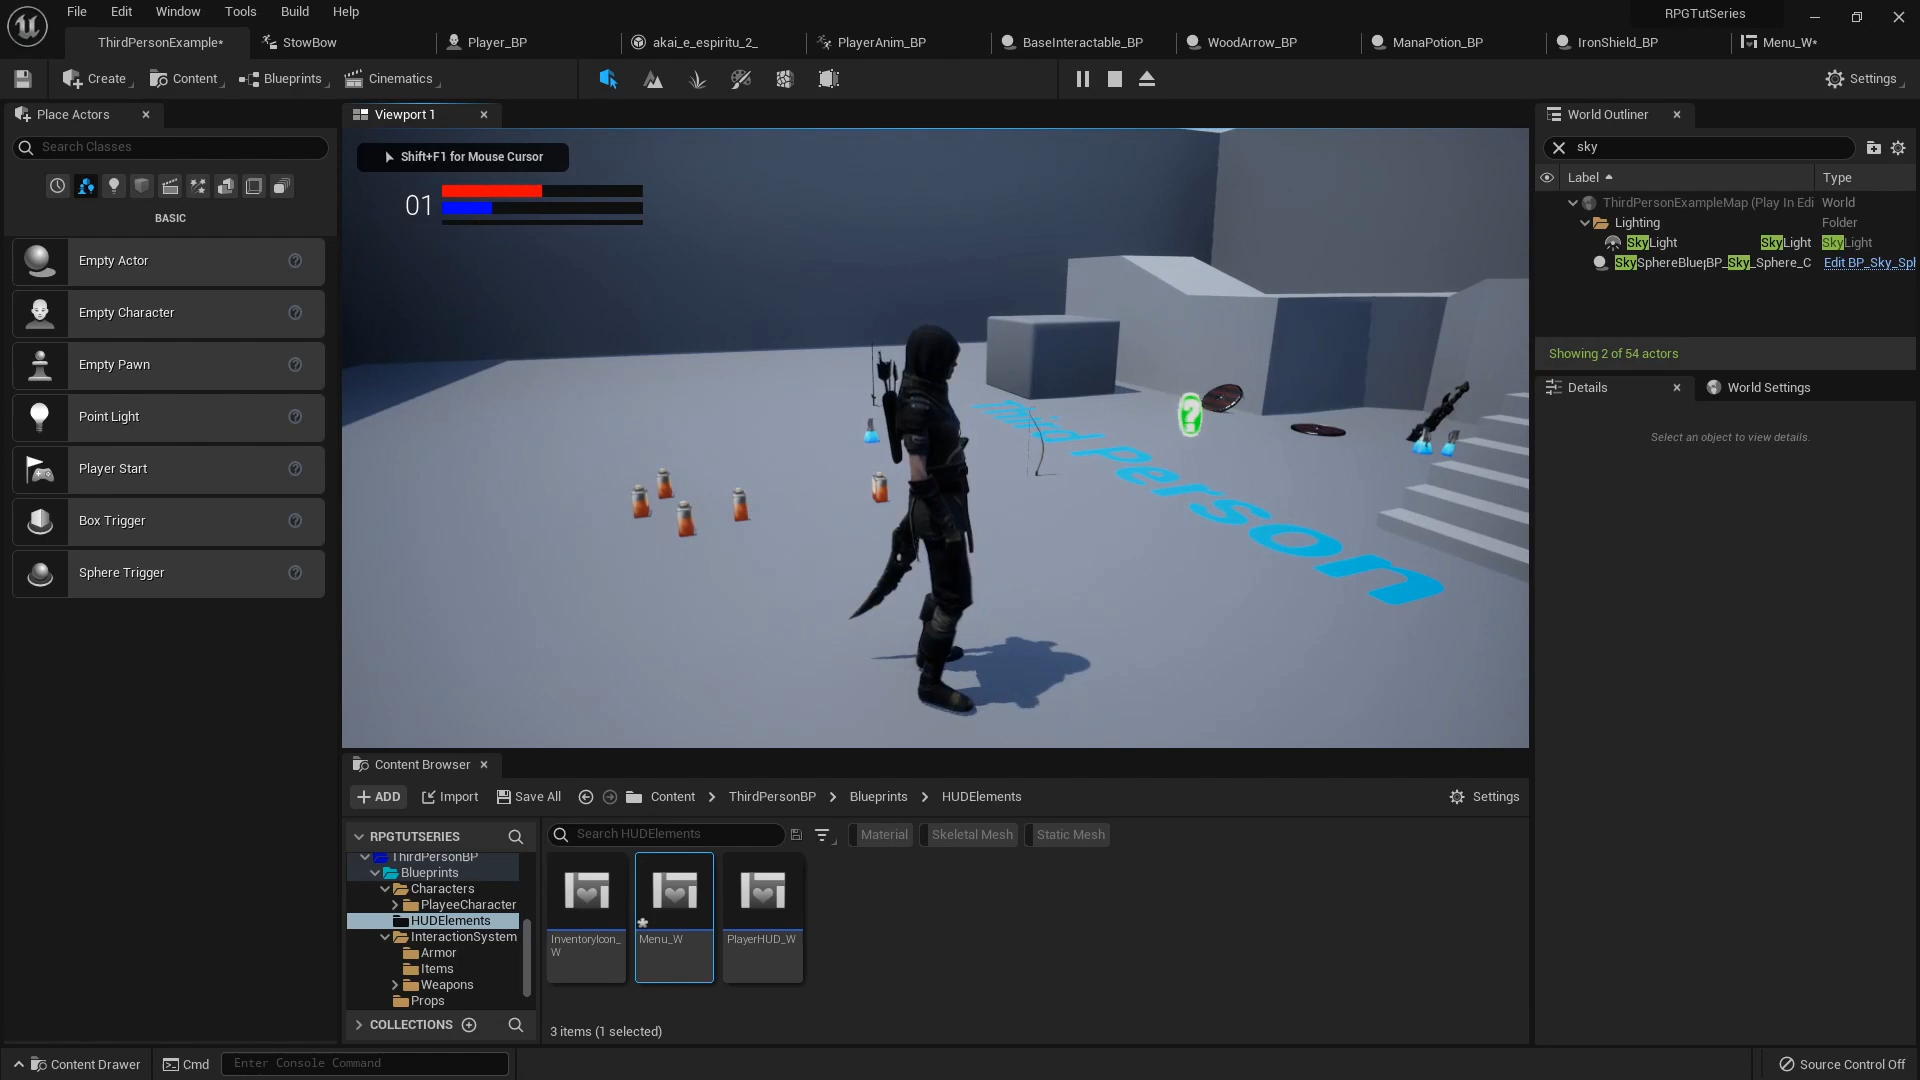 File Edit Window Tools Build Help
RPGTutSeries
ThirdPersonExample* StowBow Player_BP akai_e_espiritu_2_ PlayerAnim_BP BaseInteractable_BP WoodArrow_BP ManaPotion_BP IronShield_BP Menu_W*
Create Content Blueprints Cinematics Settings
Place Actors
Search Classes
BASIC
Empty Actor
Empty Character
Empty Pawn
Point Light
Player Start
Box Trigger
Sphere Trigger
Viewport 1
Shift+F1 for Mouse Cursor
01
?
Third Person
World Outliner
sky
Label Type
ThirdPersonExampleMap (Play In Edi World
Lighting Folder
SkyLight SkyLight SkyLight
SkySphereBluepBP_Sky_Sphere_C Edit BP_Sky_Sph
Showing 2 of 54 actors
Details World Settings
Select an object to view details.
Content Browser
ADD Import Save All Content ThirdPersonBP Blueprints HUDElements Settings
RPGTUTSERIES
ThirdPersonBP
Blueprints
Characters
PlayeeCharacter
HUDElements
InteractionSystem
Armor
Items
Weapons
Props
COLLECTIONS
Search HUDElements Material Skeletal Mesh Static Mesh
InventoryIcon_
W
Menu_W
PlayerHUD_W
3 items (1 selected)
Content Drawer Cmd Enter Console Command Source Control Off